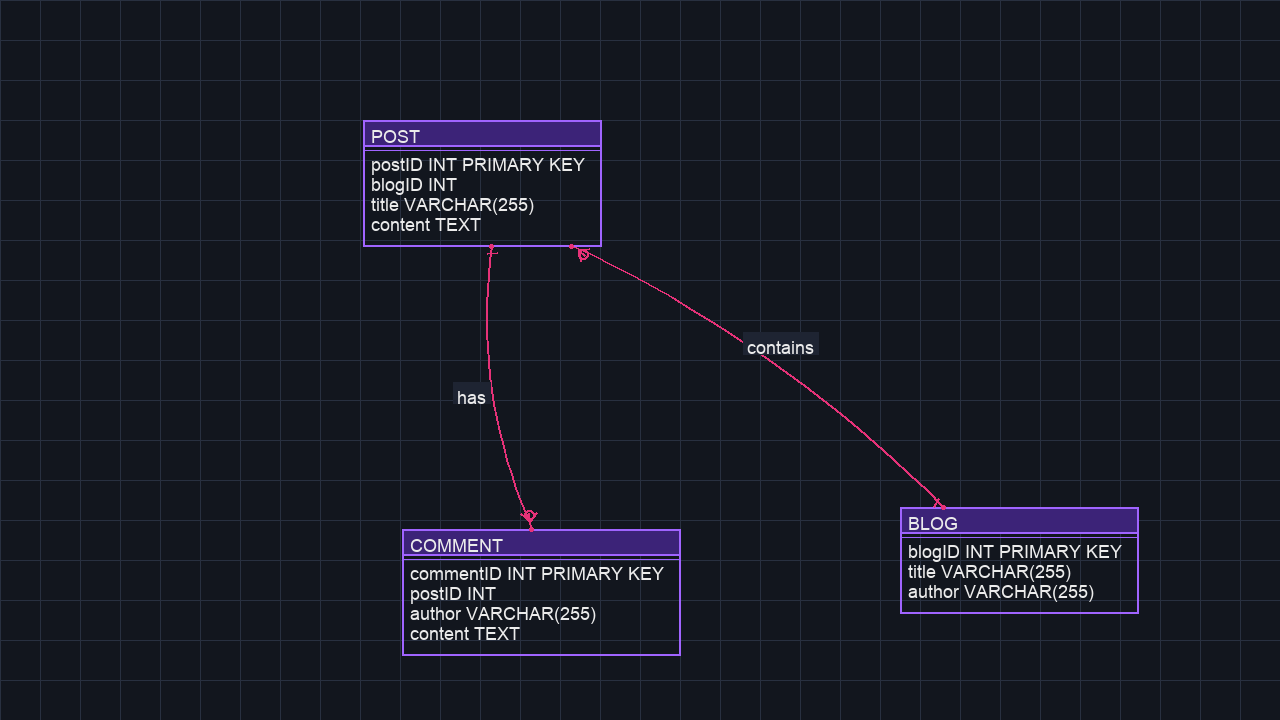 POST
postID INT PRIMARY KEY
blogID INT
title VARCHAR(255)
content TEXT
contains
has
COMMENT
commentID INT PRIMARY KEY
postID INT
author VARCHAR(255)
content TEXT
BLOG
blogID INT PRIMARY KEY
title VARCHAR(255)
author VARCHAR(255)